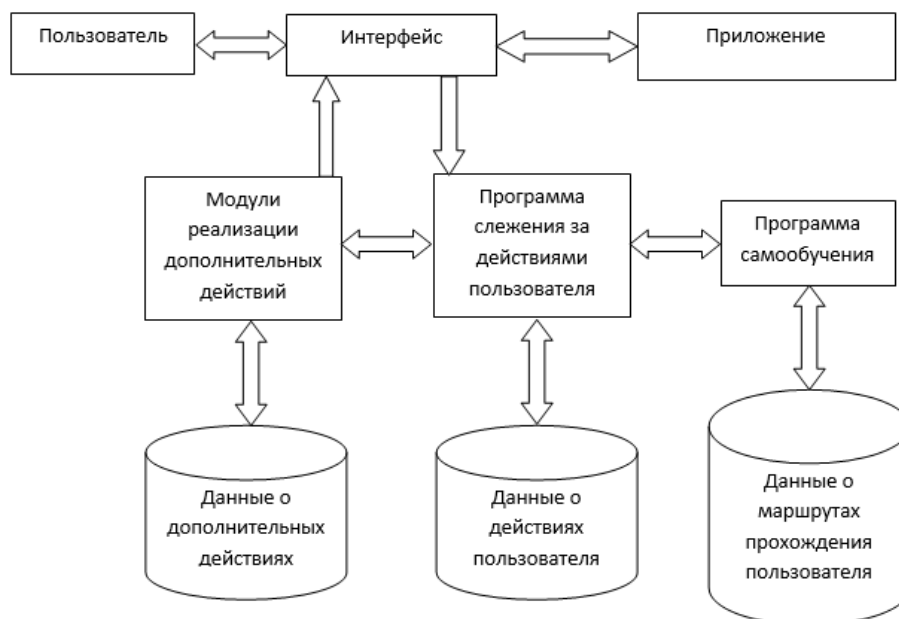 Пользователь
Интерфейс
Приложение
Модули
реализации
дополнительных
действий
Программа
слежения за
действиями
пользователя
Программа
самообучения
Данные о
дополнительных
действиях
Данные о
действиях
пользователя
Данные о
маршрутах
прохождения
пользователя